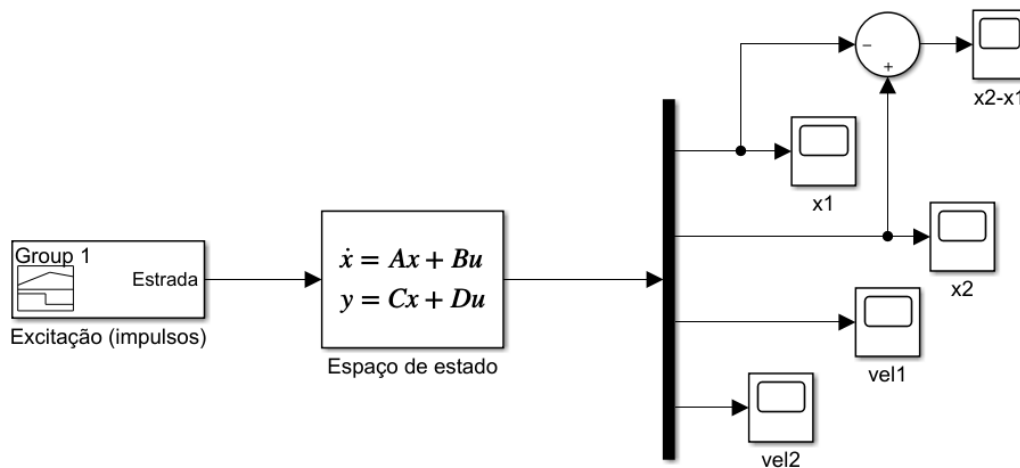 −
+
x2-x1
x1
Group 1
Estrada
ẋ = Ax + Bu
y = Cx + Du
x2
Excitação (impulsos)
Espaço de estado
vel1
vel2